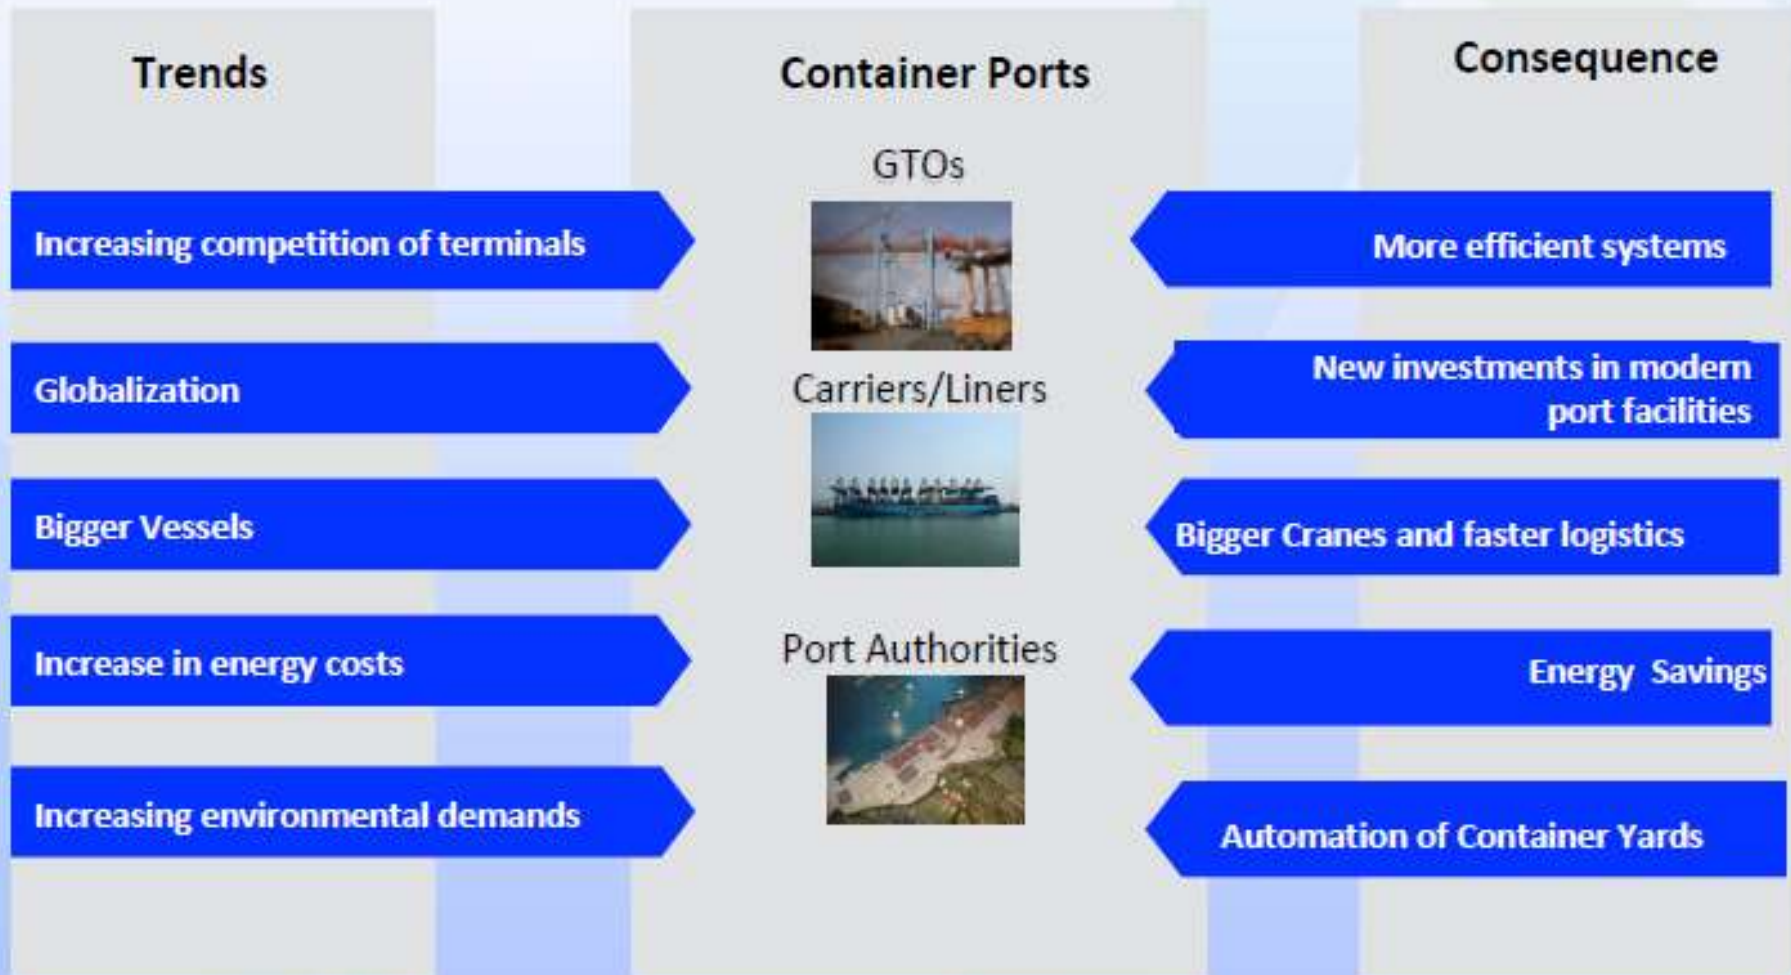 Trends
Increasing competition of terminals
Globalization
Bigger Vessels
Increase in energy costs
Increasing environmental demands
Container Ports
GTOs
Carriers/Liners
Port Authorities
Consequence
More efficient systems
New investments in modern
port facilities
Bigger Cranes and faster logistics
Energy Savings
Automation of Container Yards